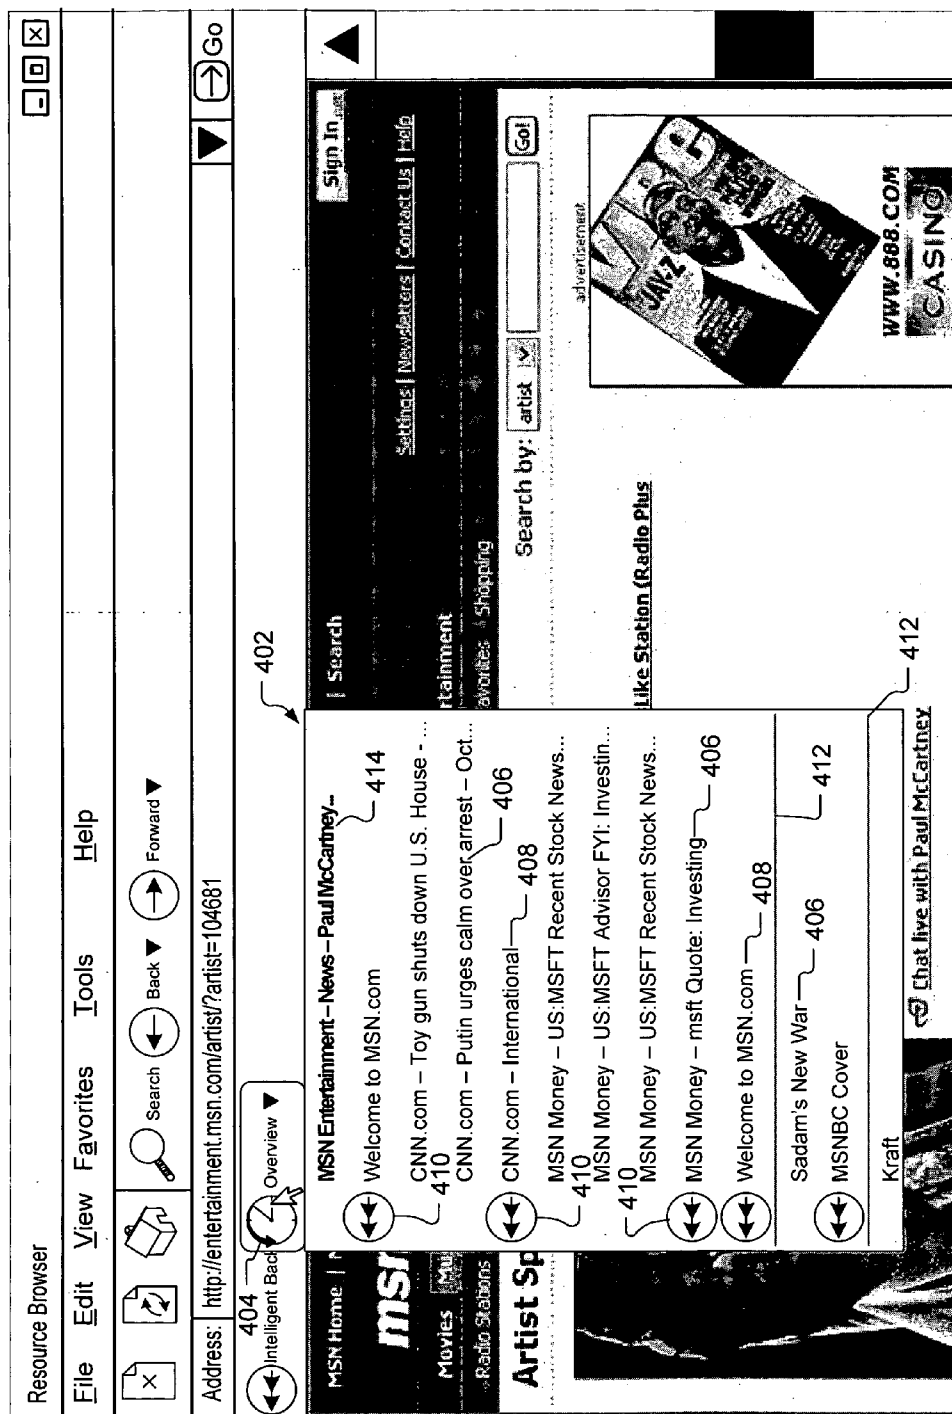 Resource Browser
File Edit View Favorites Tools Help
Search Back Forward
Address: http://entertainment.msn.com/artist/?artist=104681 Go
Intelligent Back Overview
404
402
MSN Home |
| Search
Sign In
msn
Settings | Newsletters | Contact Us | Help
Movies Mu
rtainment
Radio Stations
avorites Shopping
Artist Sp
Search by: artist Go!
MSN Entertainment – News – Paul McCartney...
414
Welcome to MSN.com
CNN.com – Toy gun shuts down U.S. House - ...
410
CNN.com – Putin urges calm over arrest – Oct...
406
CNN.com – International
408
410
MSN Money – US:MSFT Recent Stock News...
MSN Money – US:MSFT Advisor FYI: Investin...
MSN Money – US:MSFT Recent Stock News...
410
MSN Money – msft Quote: Investing
406
Welcome to MSN.com
408
412
Sadam's New War
406
MSNBC Cover
412
Kraft
Like Station (Radio Plus
Chat live with Paul McCartney
advertisement
JAY-Z
WWW.888.COM
CASINO